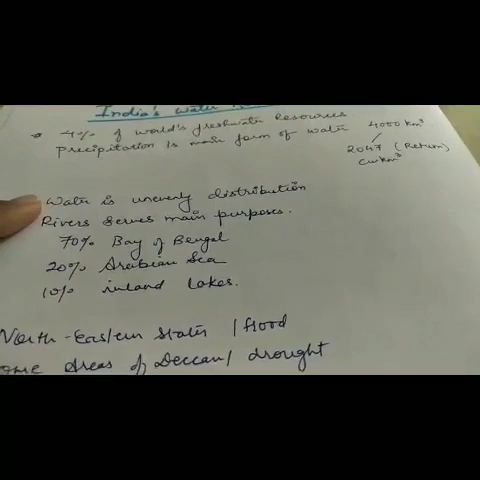 India's Water
4% of world's freshwater Resources
Precipitation is main form of water 4000 km³
2047 (Return)
cu km³
Water is unevenly distribution
Rivers serves main purposes.
70% Bay of Bengal
20% Arabian Sea
10% inland lakes.
North-Eastern States / flood
some Areas of Deccan / drought